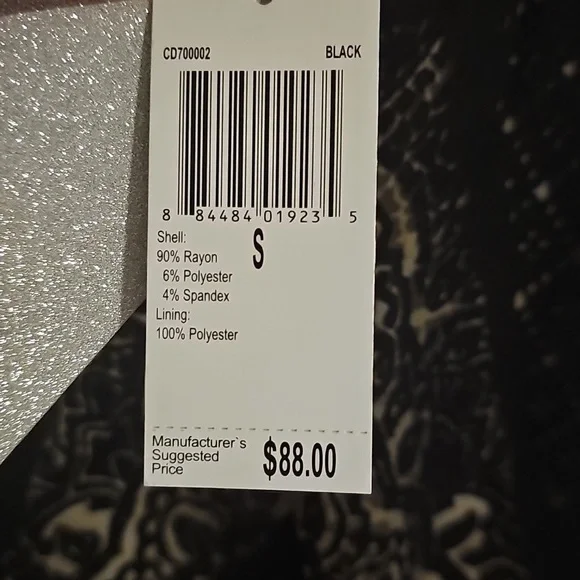 CD700002 BLACK
8 84484 01923 5
S
Shell:
90% Rayon
6% Polyester
4% Spandex
Lining:
100% Polyester
Manufacturer`s
Suggested
Price
$88.00